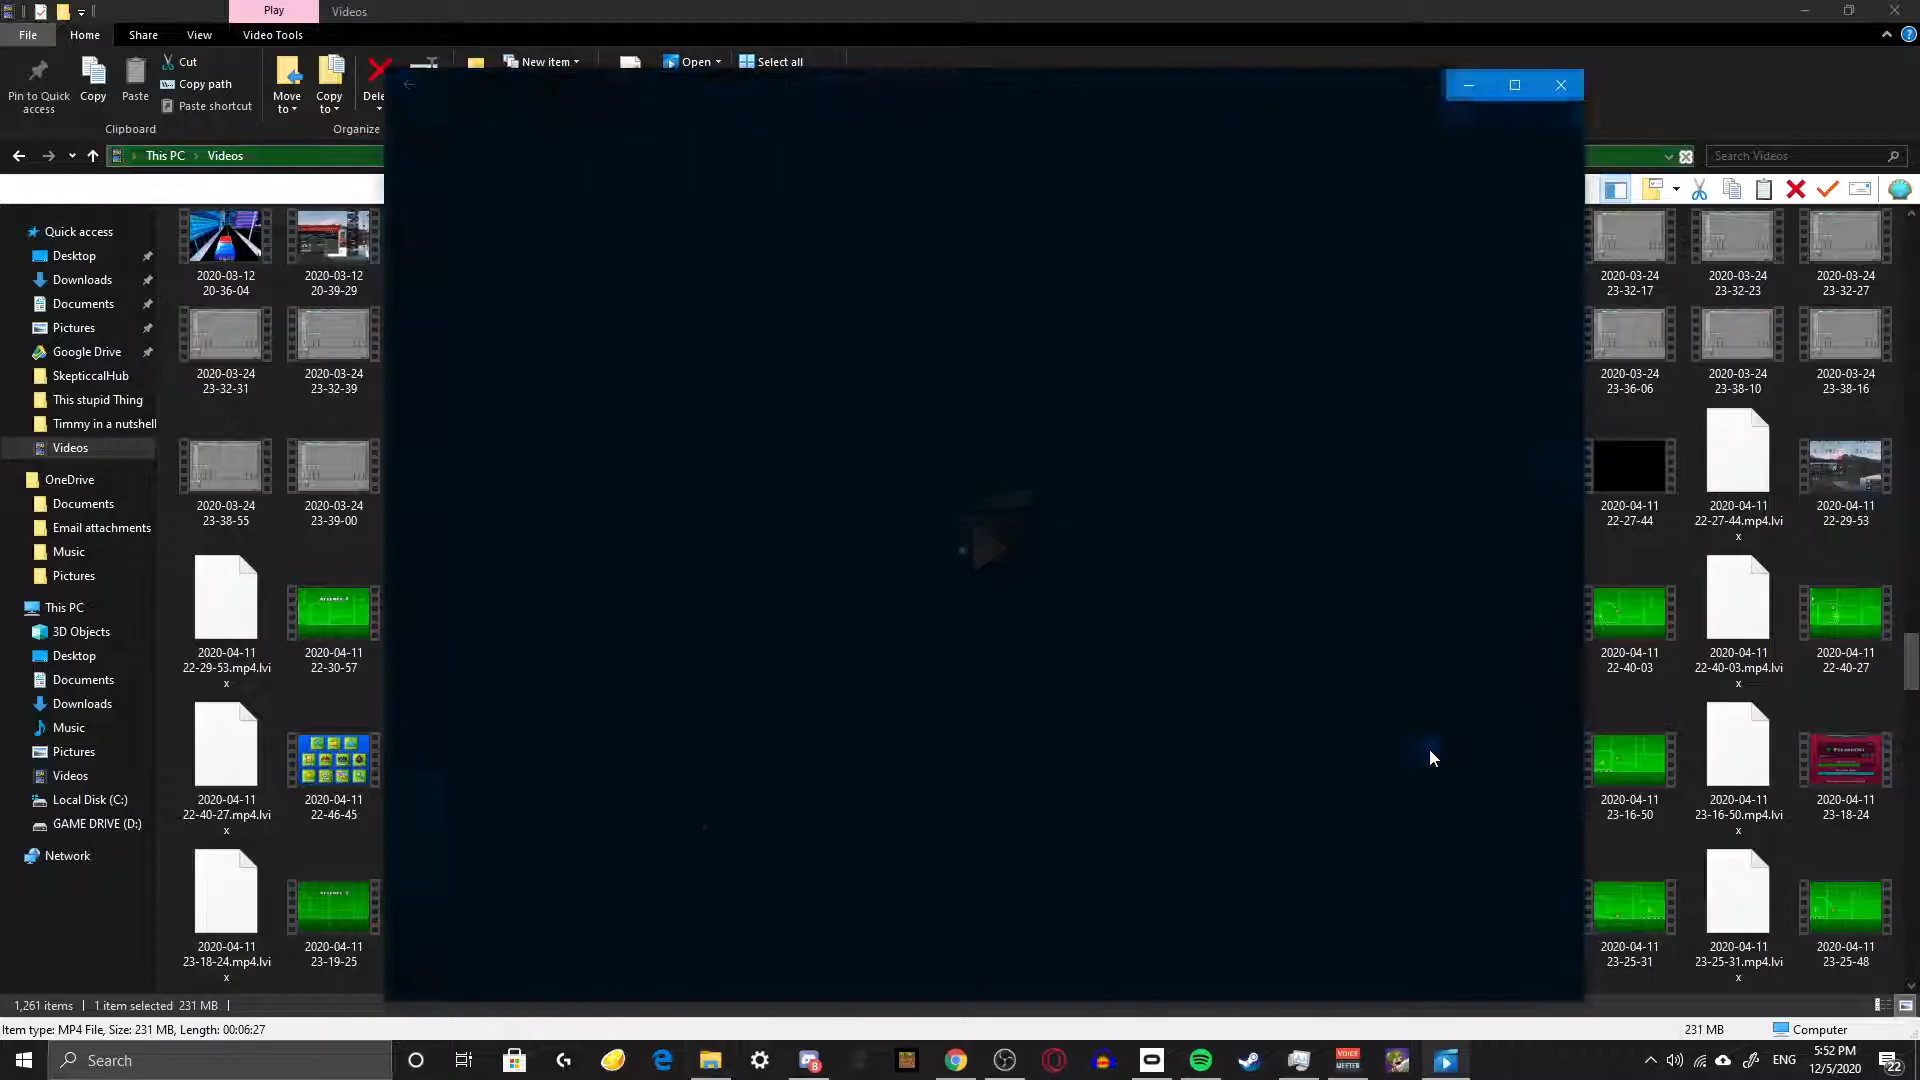 Play
Videos
File
Home
Share
View
Video Tools
Pin to Quick
access
Copy
Paste
Cut
Copy path
Paste shortcut
Move
to
Copy
to
Dele
New item
Open
Select all
Clipboard
Organize
This PC
Videos
Search Videos
Quick access
Desktop
Downloads
Documents
Pictures
Google Drive
SkepticcalHub
This stupid Thing
Timmy in a nutshell
Videos
OneDrive
Documents
Email attachments
Music
Pictures
This PC
3D Objects
Desktop
Documents
Downloads
Music
Pictures
Videos
Local Disk (C:)
GAME DRIVE (D:)
Network
2020-03-12
20-36-04
2020-03-12
20-39-29
2020-03-24
23-32-17
2020-03-24
23-32-23
2020-03-24
23-32-27
2020-03-24
23-32-31
2020-03-24
23-32-39
2020-03-24
23-36-06
2020-03-24
23-38-10
2020-03-24
23-38-16
2020-03-24
23-38-55
2020-03-24
23-39-00
2020-04-11
22-27-44
2020-04-11
22-27-44.mp4.lvi
x
2020-04-11
22-29-53
2020-04-11
22-29-53.mp4.lvi
x
2020-04-11
22-30-57
2020-04-11
22-40-03
2020-04-11
22-40-03.mp4.lvi
x
2020-04-11
22-40-27
2020-04-11
22-40-27.mp4.lvi
x
2020-04-11
22-46-45
2020-04-11
23-16-50
2020-04-11
23-16-50.mp4.lvi
x
2020-04-11
23-18-24
2020-04-11
23-18-24.mp4.lvi
x
2020-04-11
23-19-25
2020-04-11
23-25-31
2020-04-11
23-25-31.mp4.lvi
x
2020-04-11
23-25-48
1,261 items
1 item selected 231 MB
Item type: MP4 File, Size: 231 MB, Length: 00:06:27
231 MB
Computer
Search
8
VOICE
MEETER
ENG
5:52 PM
12/5/2020
22